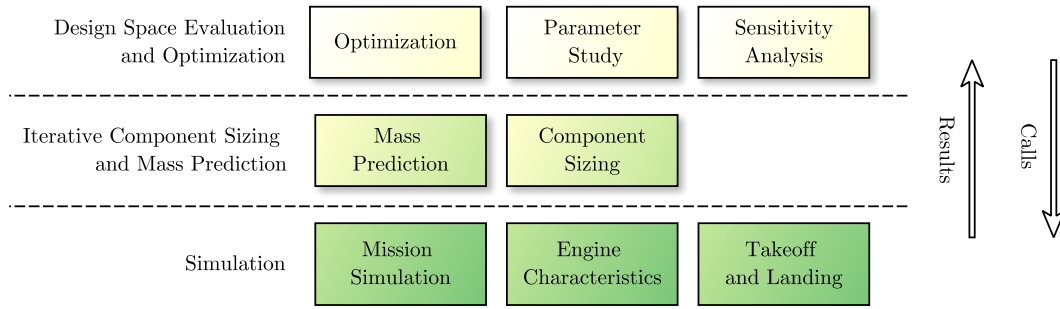 Design Space Evaluation
and Optimization
Optimization
Parameter
Study
Sensitivity
Analysis
Iterative Component Sizing
and Mass Prediction
Mass
Prediction
Component
Sizing
Simulation
Mission
Simulation
Engine
Characteristics
Takeoff
and Landing
Results
Calls